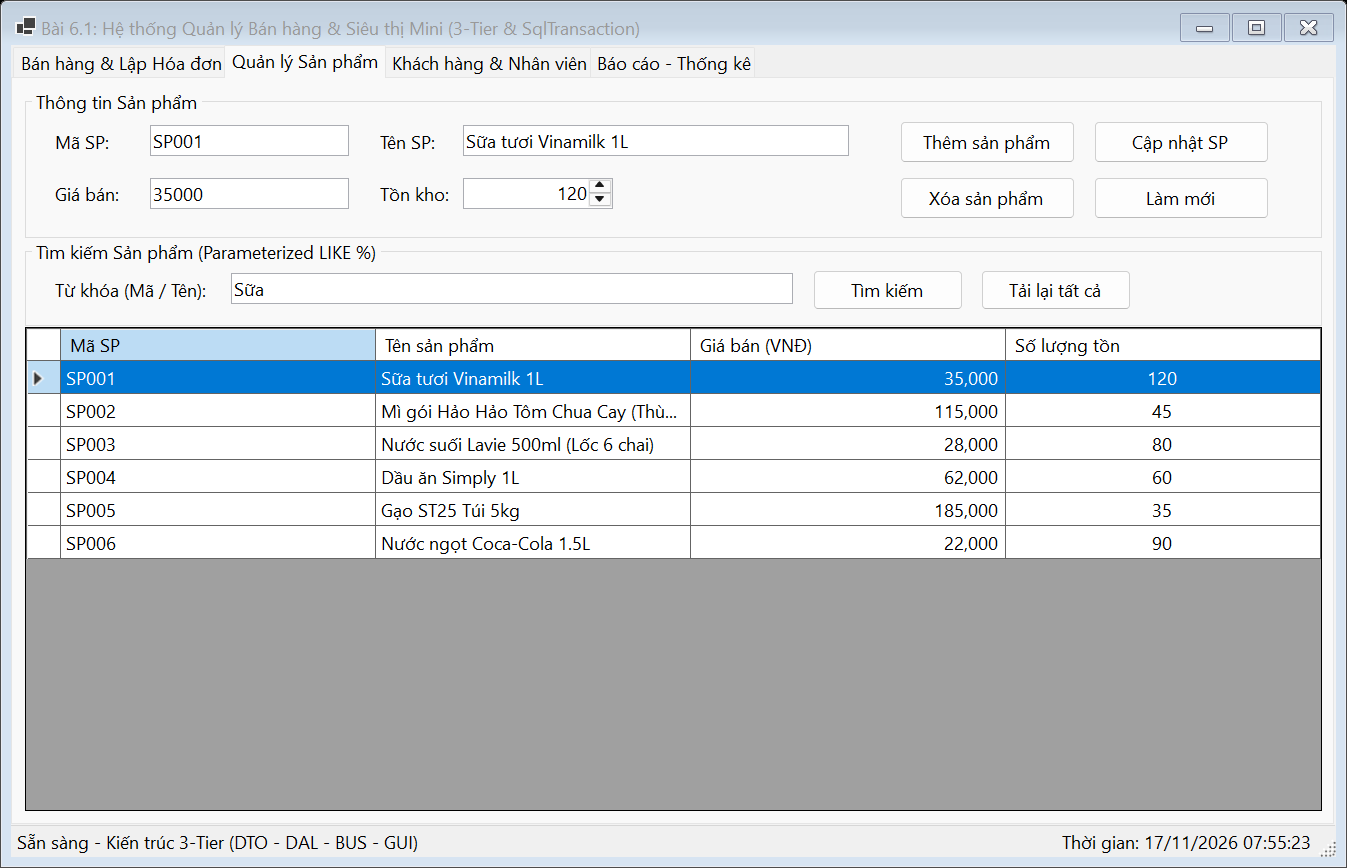 Bài 6.1: Hệ thống Quản lý Bán hàng & Siêu thị Mini (3-Tier & SqlTransaction)
Bán hàng & Lập Hóa đơn Quản lý Sản phẩm Khách hàng & Nhân viên Báo cáo - Thống kê
Thông tin Sản phẩm
Mã SP: SP001 Tên SP: Sữa tươi Vinamilk 1L Thêm sản phẩm Cập nhật SP
Giá bán: 35000 Tồn kho: 120 Xóa sản phẩm Làm mới
Tìm kiếm Sản phẩm (Parameterized LIKE %)
Từ khóa (Mã / Tên): Sữa Tìm kiếm Tải lại tất cả
Mã SP Tên sản phẩm Giá bán (VNĐ) Số lượng tồn
SP001 Sữa tươi Vinamilk 1L 35,000 120
SP002 Mì gói Hảo Hảo Tôm Chua Cay (Thù... 115,000 45
SP003 Nước suối Lavie 500ml (Lốc 6 chai) 28,000 80
SP004 Dầu ăn Simply 1L 62,000 60
SP005 Gạo ST25 Túi 5kg 185,000 35
SP006 Nước ngọt Coca-Cola 1.5L 22,000 90
Sẵn sàng - Kiến trúc 3-Tier (DTO - DAL - BUS - GUI) Thời gian: 17/11/2026 07:55:23